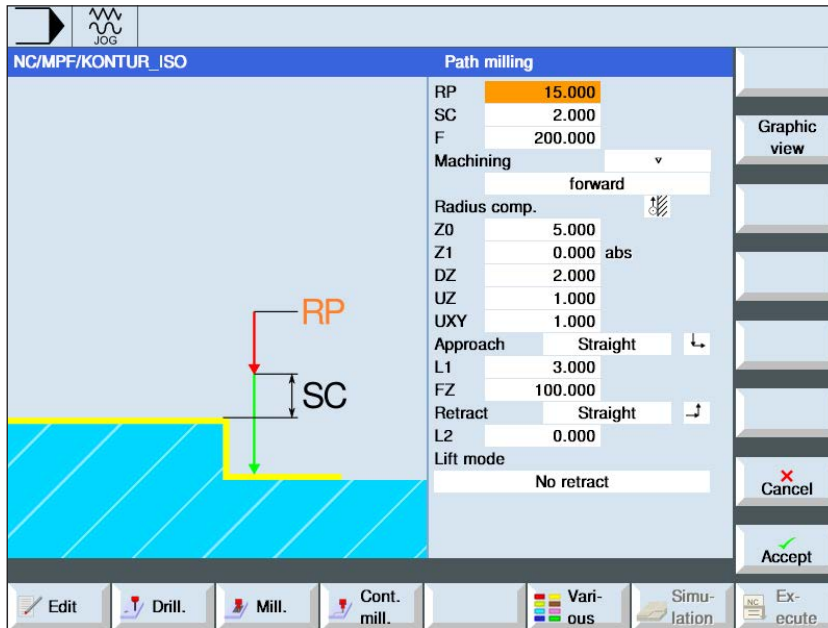 JOG
NC/MPF/KONTUR_ISO
Path milling
RP 15.000
SC 2.000
F 200.000
Machining v
forward
Radius comp.
Z0 5.000
Z1 0.000 abs
DZ 2.000
UZ 1.000
UXY 1.000
Approach Straight
L1 3.000
FZ 100.000
Retract Straight
L2 0.000
Lift mode
No retract
RP
SC
Graphic
view
Cancel
Accept
Edit
Drill.
Mill.
Cont.
mill.
Vari-
ous
Simu-
lation
NC
Ex-
ecute